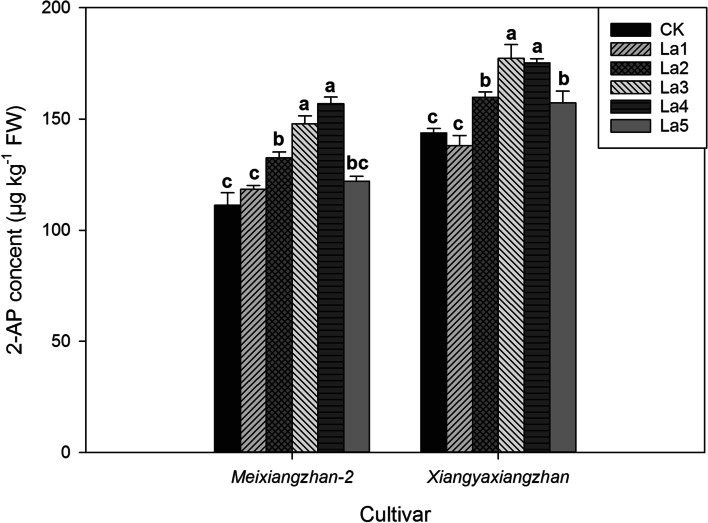 2-AP concent (µg kg-1 FW)
200
150
100
50
0
c c b a a bc
c c b a a b
CK
La1
La2
La3
La4
La5
Meixiangzhan-2 Xiangyaxiangzhan
Cultivar